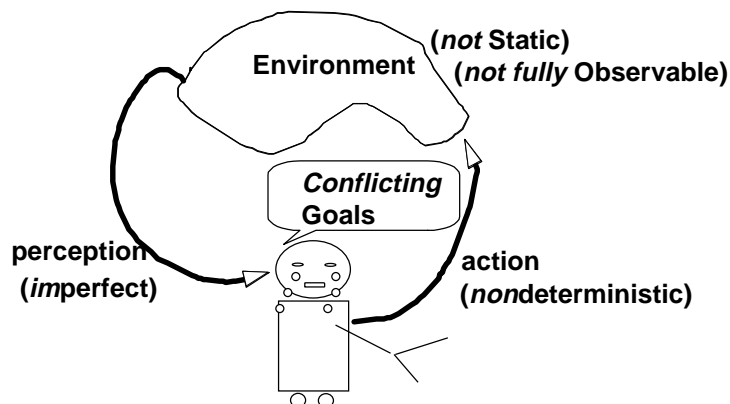 Environment
(not Static)
(not fully Observable)
Conflicting
Goals
perception
(imperfect)
action
(nondeterministic)